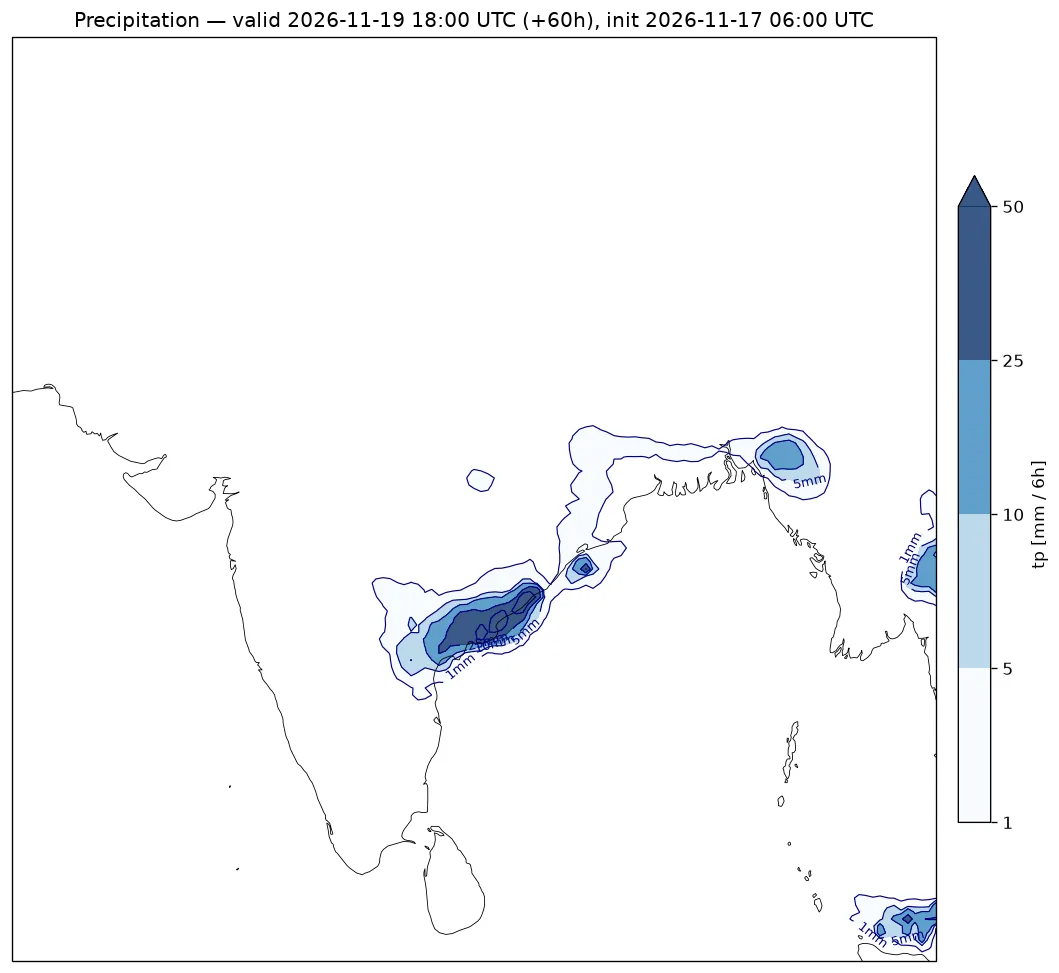 Precipitation — valid 2026-11-19 18:00 UTC (+60h), init 2026-11-17 06:00 UTC
50
25
10
5
1
tp [mm / 6h]
5mm
1mm
5mm
5mm
1mm
1mm
5mm